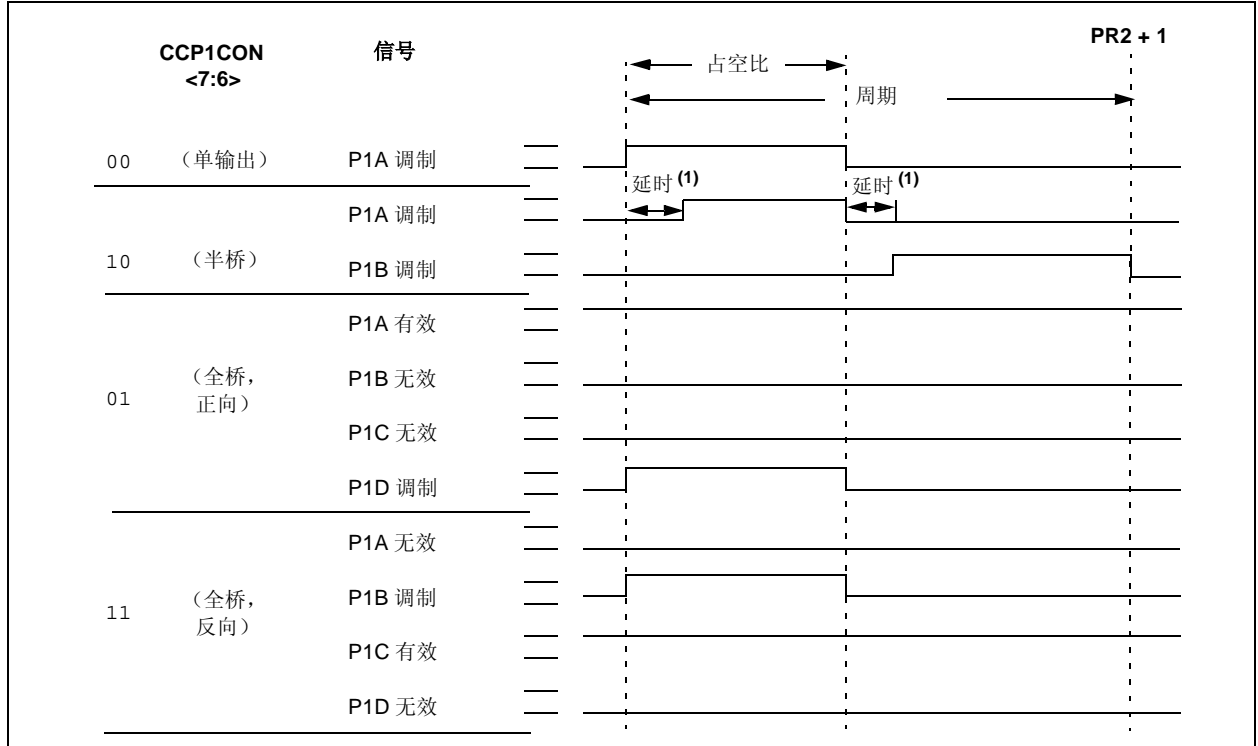 CCP1CON
<7:6>
信号
PR2 + 1
占空比
周期
00 （单输出） P1A 调制
延时(1) 延时(1)
P1A 调制
10 （半桥）
P1B 调制
P1A 有效
P1B 无效
01 （全桥，
正向）
P1C 无效
P1D 调制
P1A 无效
P1B 调制
11 （全桥，
反向）
P1C 有效
P1D 无效